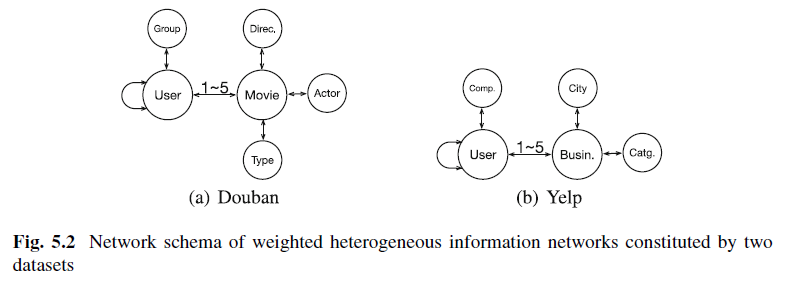 Group
Direc.
User
1~5
Movie
Actor
Type
(a) Douban
Comp.
City
User
1~5
Busin.
Catg.
(b) Yelp
Fig. 5.2 Network schema of weighted heterogeneous information networks constituted by two
datasets